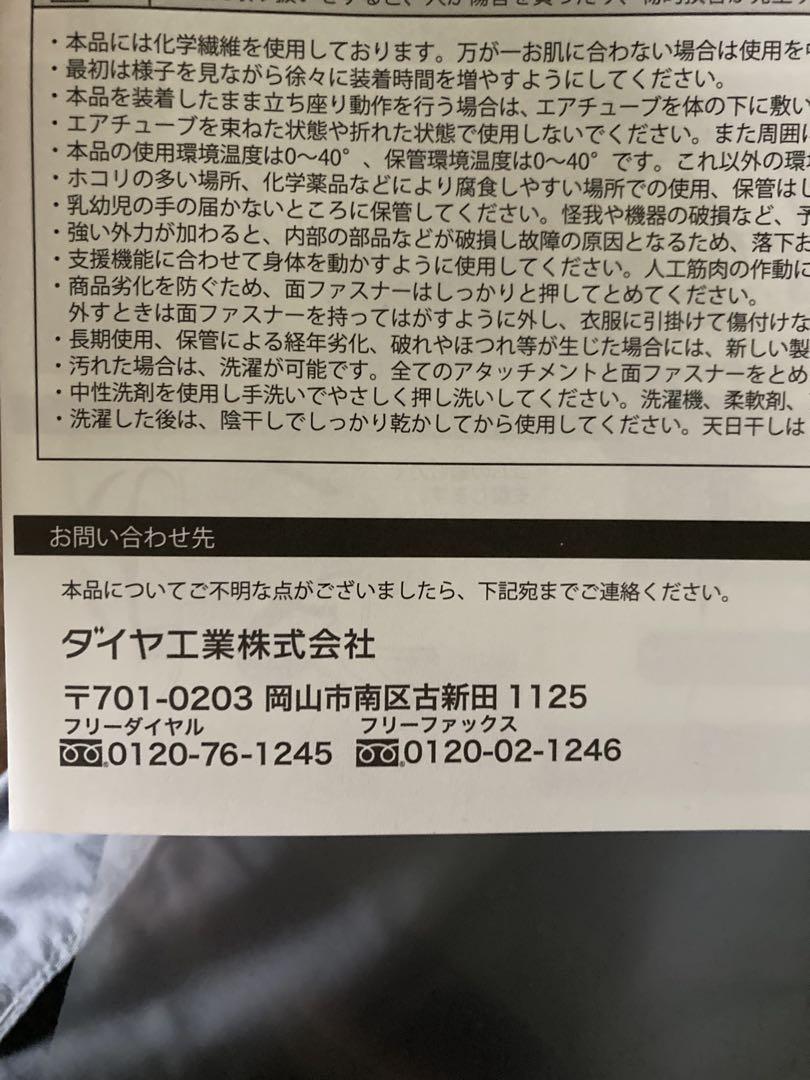 ・本品には化学繊維を使用しております。万が一お肌に合わない場合は使用を
・最初は様子を見ながら徐々に装着時間を増やすようにしてください。
・本品を装着したまま立ち座り動作を行う場合は、エアチューブを体の下に敷い
・エアチューブを束ねた状態や折れた状態で使用しないでください。また周囲に
・本品の使用環境温度は0〜40°、保管環境温度は0〜40°です。これ以外の環
・ホコリの多い場所、化学薬品などにより腐食しやすい場所での使用、保管はし
・乳幼児の手の届かないところに保管してください。怪我や機器の破損など、予
・強い外力が加わると、内部の部品などが破損し故障の原因となるため、落下お
・支援機能に合わせて身体を動かすように使用してください。人工筋肉の作動に
・商品劣化を防ぐため、面ファスナーはしっかりと押してとめてください。
外すときは面ファスナーを持ってはがすように外し、衣服に引掛けて傷付けな
・長期使用、保管による経年劣化、破れやほつれ等が生じた場合には、新しい製
・汚れた場合は、洗濯が可能です。全てのアタッチメントと面ファスナーをとめ
・中性洗剤を使用し手洗いでやさしく押し洗いしてください。洗濯機、柔軟剤、
・洗濯した後は、陰干しでしっかり乾かしてから使用してください。天日干しは
お問い合わせ先
本品についてご不明な点がございましたら、下記宛までご連絡ください。
ダイヤ工業株式会社
〒701-0203 岡山市南区古新田 1125
フリーダイヤル フリーファックス
0120-76-1245 0120-02-1246